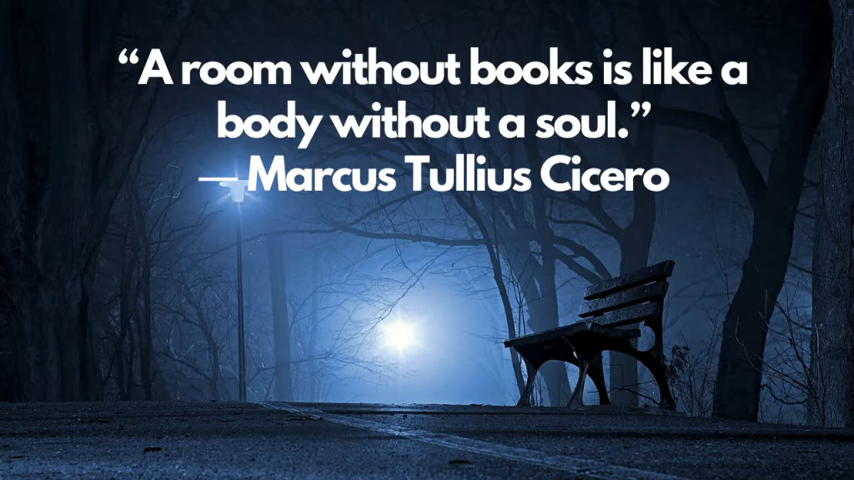 “A room without books is like a
body without a soul.”
— Marcus Tullius Cicero